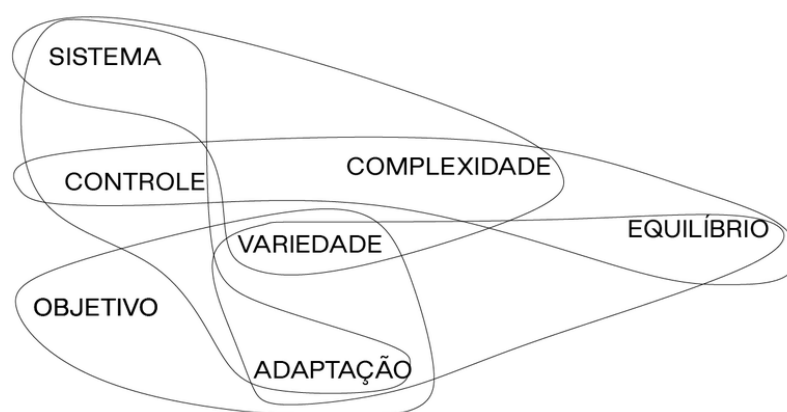 SISTEMA
COMPLEXIDADE
CONTROLE
EQUILÍBRIO
VARIEDADE
OBJETIVO
ADAPTAÇÃO